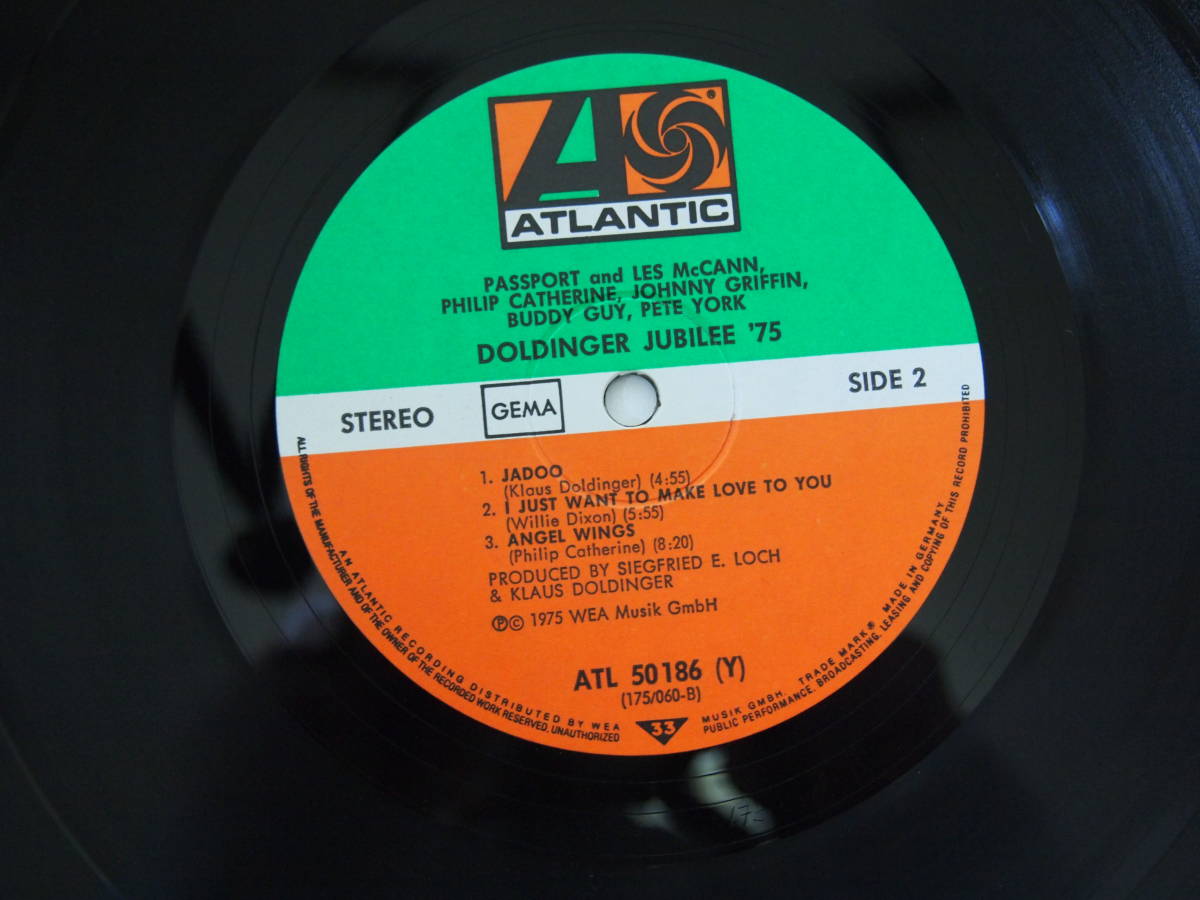 ATLANTIC
®
PASSPORT and LES McCANN,
PHILIP CATHERINE, JOHNNY GRIFFIN,
BUDDY GUY, PETE YORK
DOLDINGER JUBILEE '75
STEREO
GEMA
SIDE 2
1. JADOO
(Klaus Doldinger) (4:55)
2. I JUST WANT TO MAKE LOVE TO YOU
(Willie Dixon) (5:55)
3. ANGEL WINGS
(Philip Catherine) (8:20)
PRODUCED BY SIEGFRIED E. LOCH
& KLAUS DOLDINGER
Ⓟ© 1975 WEA Musik GmbH
ATL 50 186 (Y)
(175/060-B)
33
AN ATLANTIC RECORDING DISTRIBUTED BY WEA MUSIK GMBH. TRADE MARK® MADE IN GERMANY
ALL RIGHTS OF THE MANUFACTURER AND OF THE OWNER OF THE RECORDED WORK RESERVED. UNAUTHORIZED PUBLIC PERFORMANCE, BROADCASTING, LEASING AND COPYING OF THIS RECORD PROHIBITED